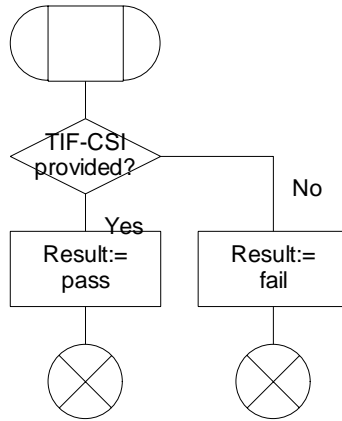 TIF-CSI
provided?
No
Yes
Result:=
pass
Result:=
fail